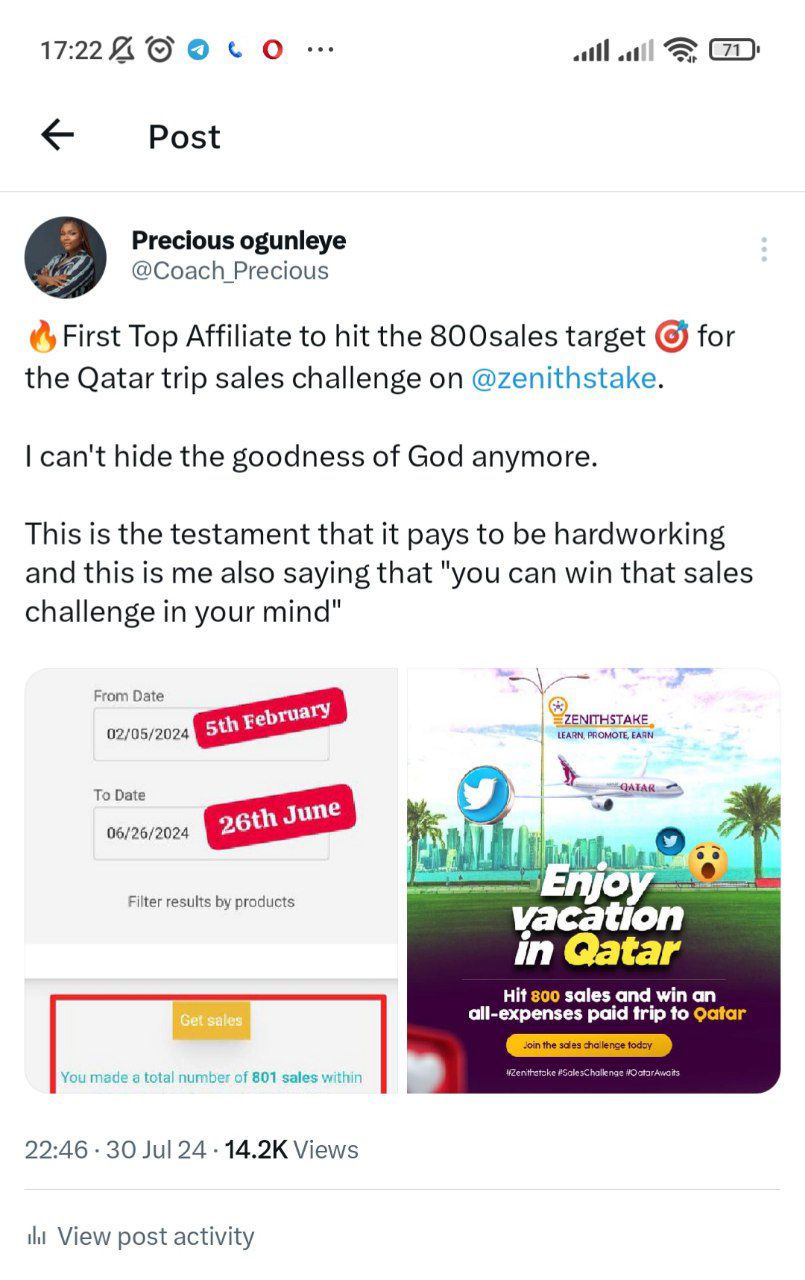 17:22
71
Post
Precious ogunleye
@Coach_Precious
🔥First Top Affiliate to hit the 800sales target 🎯 for
the Qatar trip sales challenge on @zenithstake.
I can't hide the goodness of God anymore.
This is the testament that it pays to be hardworking
and this is me also saying that "you can win that sales
challenge in your mind"
From Date
02/05/2024
5th February
To Date
06/26/2024
26th June
Filter results by products
Get sales
You made a total number of 801 sales within
ZENITHSTAKE
LEARN, PROMOTE, EARN
QATAR
Enjoy
vacation
in Qatar
Hit 800 sales and win an
all-expenses paid trip to Qatar
Join the sales challenge today
#Zenithstake #SalesChallenge #QatarAwaits
22:46 · 30 Jul 24 · 14.2K Views
View post activity